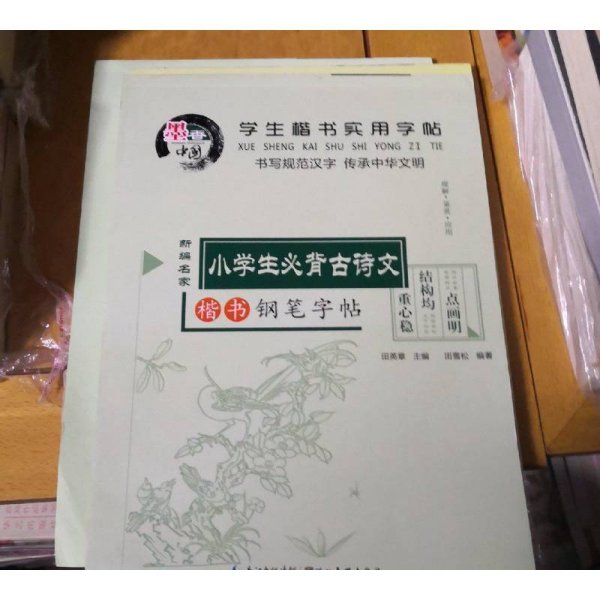 墨香
中国
学生楷书实用字帖
XUE SHENG KAI SHU SHI YONG ZI TIE
书写规范汉字 传承中华文明
新编名家
小学生必背古诗文
楷书钢笔字帖
点画明
结构均
重心稳
田英章 主编 田雪松 编著